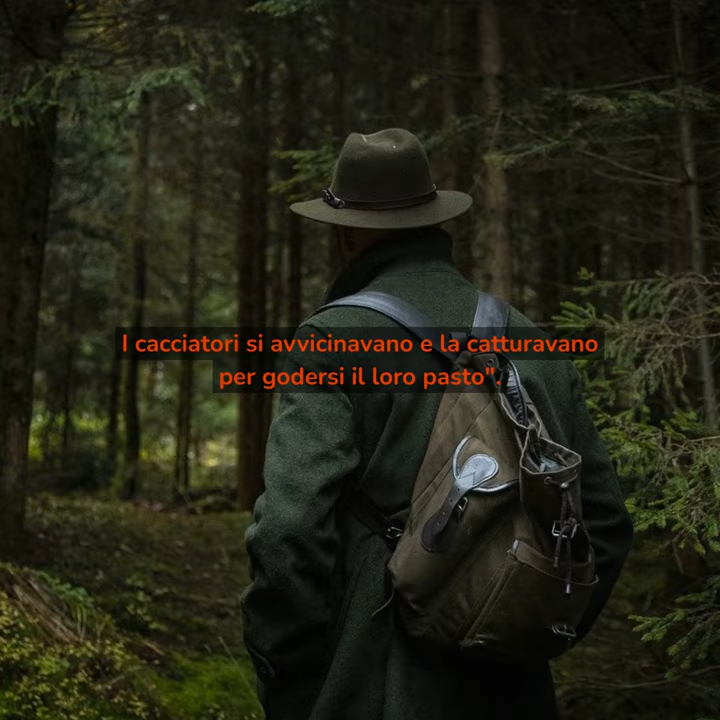 I cacciatori si avvicinavano e la catturavano
per godersi il loro pasto".